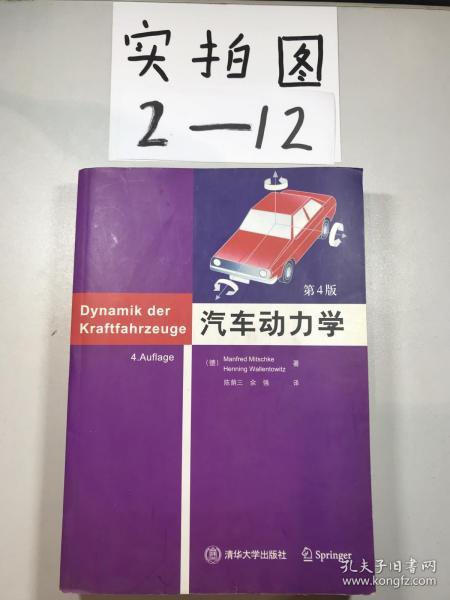 实拍图
2—12
第4版
Dynamik der
Kraftfahrzeuge
汽车动力学
4.Auflage
(德) Manfred Mitschke 著
Henning Wallentowitz
陈荫三 余强 译
清华大学出版社
Springer
孔夫子旧书网
kongfz.com